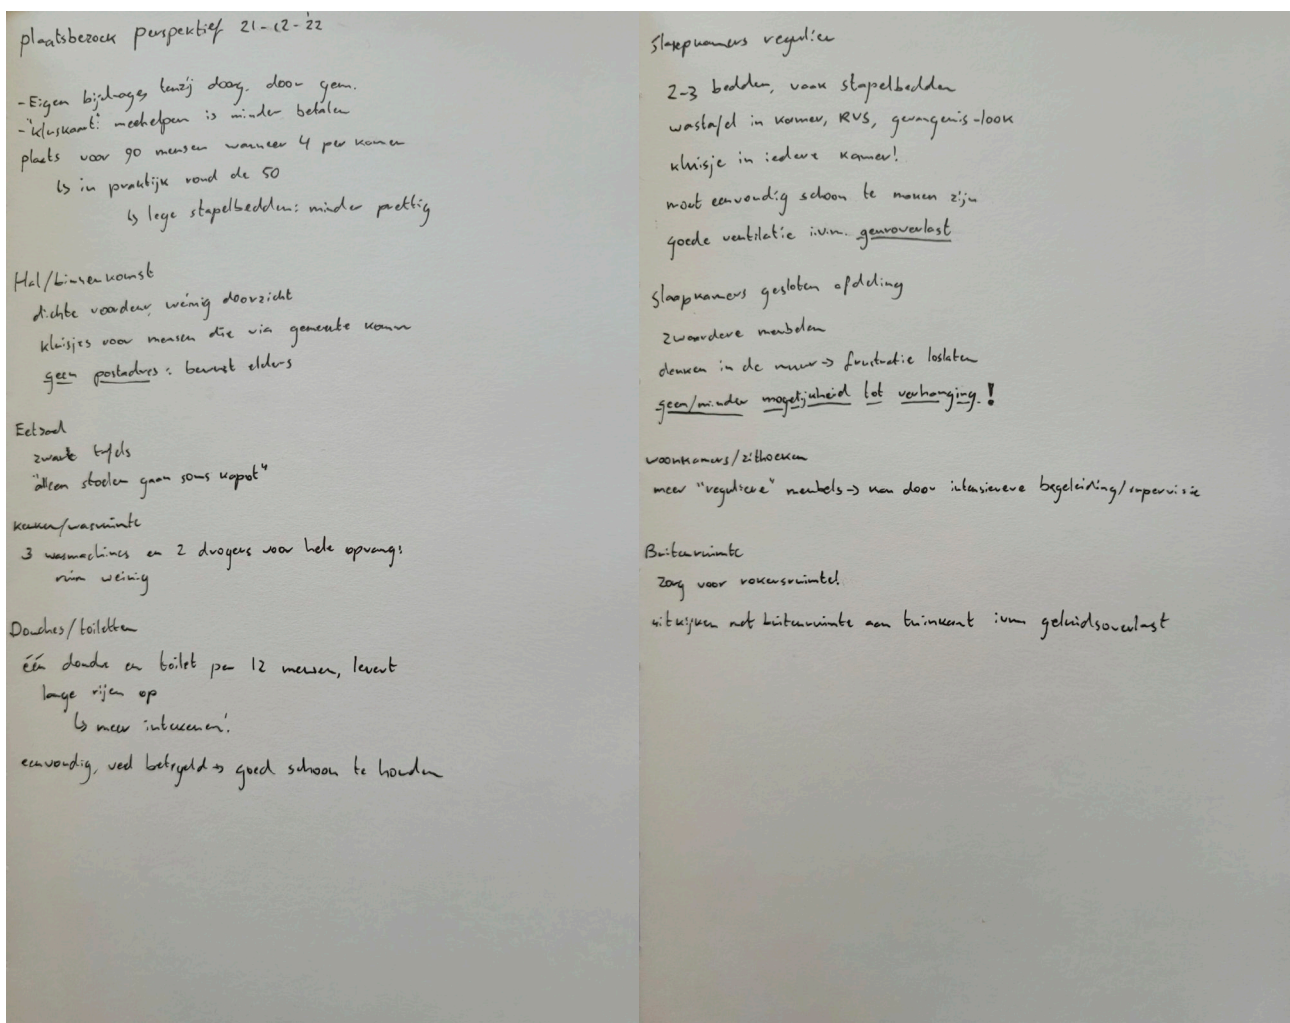 plaatsbezoek perspektief 21-12-'22
- Eigen bijdrages tenzij doorg. door gem.
- "kluskaart": meehelpen is minder betalen
plaats voor 90 mensen wanneer 4 per kamer
↳ in praktijk rond de 50
↳ lege stapelbedden: minder prettig
Hal/binnenkomst
dichte voordeur, weinig doorzicht
kluisjes voor mensen die via gemeente komen
geen postadres: bewust elders
Eetzaal
zware tafels
"alleen stoelen gaan soms kapot"
keuken/wasruimte
3 wasmachines en 2 drogers voor hele opvang:
ruim weinig
Douches/toiletten
één douche en toilet per 12 mensen, levert
lange rijen op
↳ meer intekenen!
eenvoudig, veel betegeld → goed schoon te houden
Slaapkamers regulier
2-3 bedden, vaak stapelbedden
wastafel in kamer, RVS, gevangenis-look
kluisje in iedere kamer!
moet eenvoudig schoon te maken zijn
goede ventilatie i.v.m. geuroverlast
Slaapkamers gesloten afdeling
zwaardere meubelen
deuken in de muur → frustratie loslaten
geen/minder mogelijkheid tot verhanging!
woonkamers/zithoeken
meer "reguliere" meubels → kan door intensievere begeleiding/supervisie
Buitenruimte
zorg voor rokersruimte!
uitkijken met buitenruimte aan tuinkant ivm geluidsoverlast